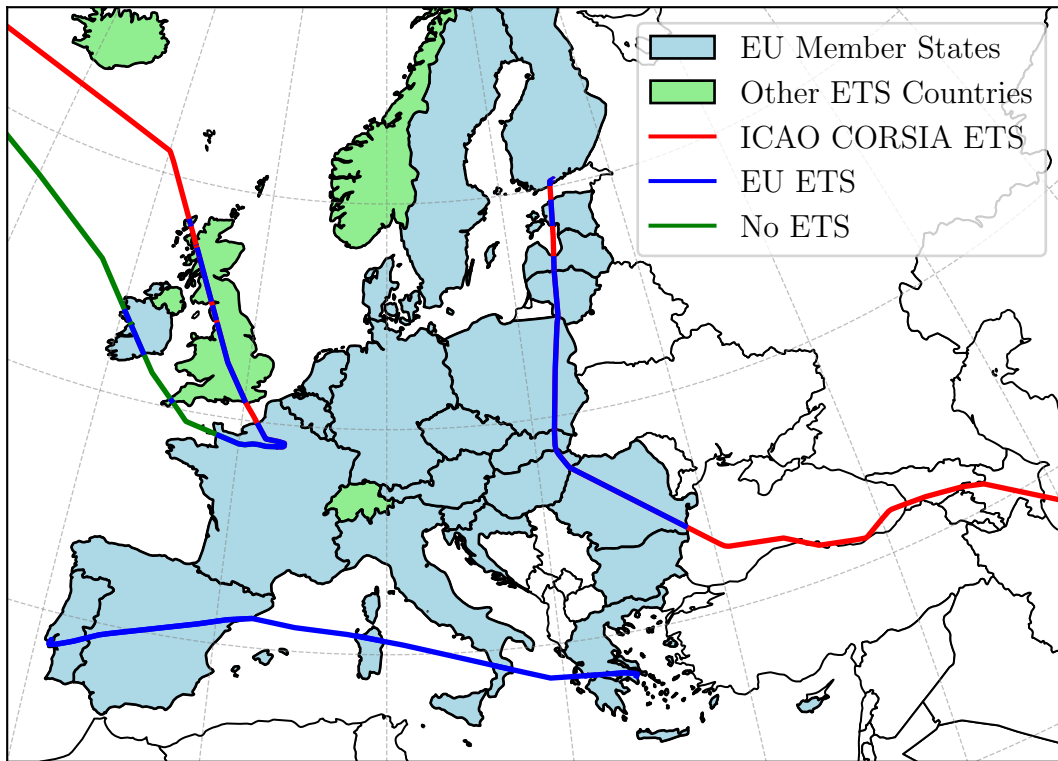 EU Member States
Other ETS Countries
ICAO CORSIA ETS
EU ETS
No ETS